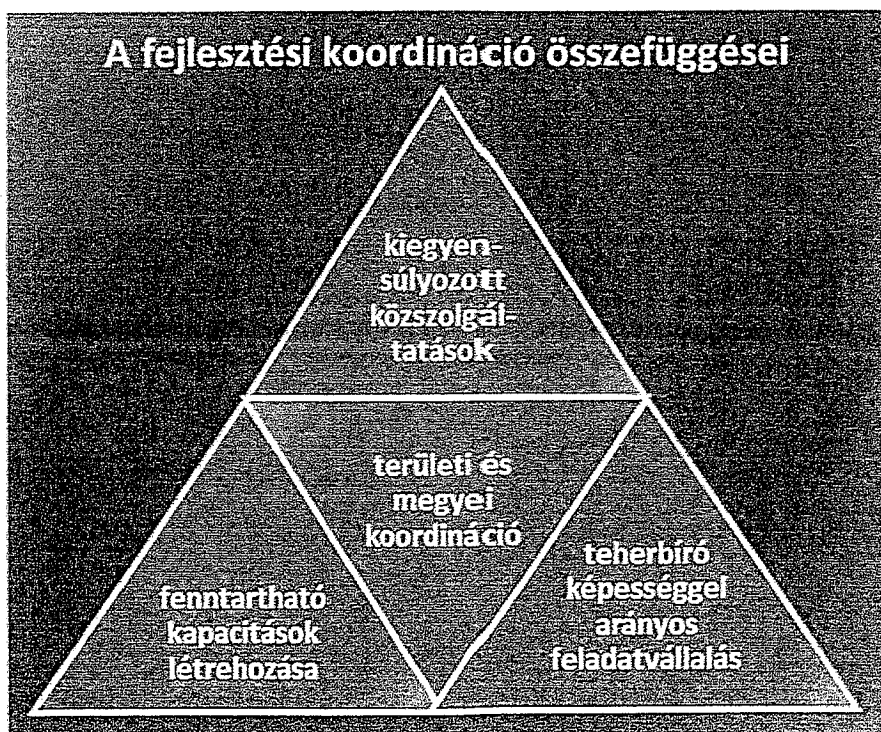 A fejlesztési koordináció összefüggései
kiegyen-
súlyozott
közszolgál-
tatások
területi és
megyei
koordináció
fenntartható
kapacitások
létrehozása
teherbíró
képességgel
arányos
feladatvállalás